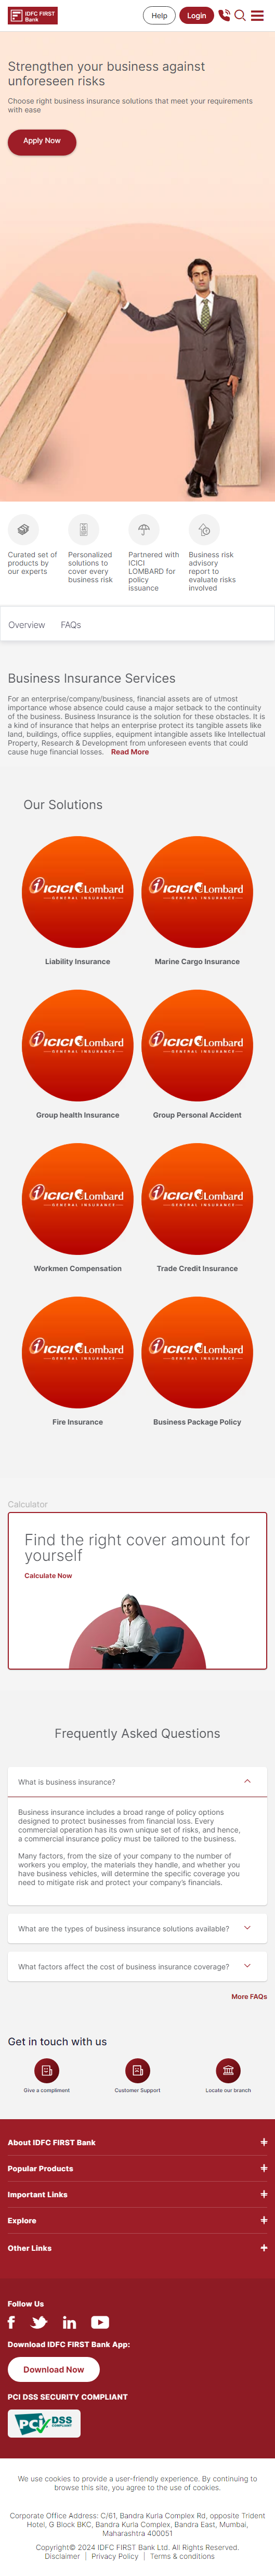 IDFC FIRST
Bank
Help
Login
Strengthen your business against
unforeseen risks
Choose right business insurance solutions that meet your requirements
with ease
Apply Now
Curated set of
products by
our experts
Personalized
solutions to
cover every
business risk
Partnered with
ICICI
LOMBARD for
policy
issuance
Business risk
advisory
report to
evaluate risks
involved
Overview
FAQs
Business Insurance Services
For an enterprise/company/business, financial assets are of utmost
importance whose absence could cause a major setback to the continuity
of the business. Business Insurance is the solution for these obstacles. It is
a kind of insurance that helps an enterprise protect its tangible assets like
land, buildings, office supplies, equipment intangible assets like Intellectual
Property, Research & Development from unforeseen events that could
cause huge financial losses. Read More
Our Solutions
ICICI Lombard
GENERAL INSURANCE
ICICI Lombard
GENERAL INSURANCE
Liability Insurance
Marine Cargo Insurance
ICICI Lombard
GENERAL INSURANCE
ICICI Lombard
GENERAL INSURANCE
Group health Insurance
Group Personal Accident
ICICI Lombard
GENERAL INSURANCE
ICICI Lombard
GENERAL INSURANCE
Workmen Compensation
Trade Credit Insurance
ICICI Lombard
GENERAL INSURANCE
ICICI Lombard
GENERAL INSURANCE
Fire Insurance
Business Package Policy
Calculator
Find the right cover amount for
yourself
Calculate Now
Frequently Asked Questions
What is business insurance?
Business insurance includes a broad range of policy options
designed to protect businesses from financial loss. Every
commercial operation has its own unique set of risks, and hence,
a commercial insurance policy must be tailored to the business.
Many factors, from the size of your company to the number of
workers you employ, the materials they handle, and whether you
have business vehicles, will determine the specific coverage you
need to mitigate risk and protect your company's financials.
What are the types of business insurance solutions available?
What factors affect the cost of business insurance coverage?
More FAQs
Get in touch with us
Give a compliment
Customer Support
Locate our branch
About IDFC FIRST Bank
Popular Products
Important Links
Explore
Other Links
Follow Us
Download IDFC FIRST Bank App:
Download Now
PCI DSS SECURITY COMPLIANT
PCI DSS
COMPLIANT
We use cookies to provide a user-friendly experience. By continuing to
browse this site, you agree to the use of cookies.
Corporate Office Address: C/61, Bandra Kurla Complex Rd, opposite Trident
Hotel, G Block BKC, Bandra Kurla Complex, Bandra East, Mumbai,
Maharashtra 400051
Copyright© 2024 IDFC FIRST Bank Ltd. All Rights Reserved.
Disclaimer | Privacy Policy | Terms & conditions